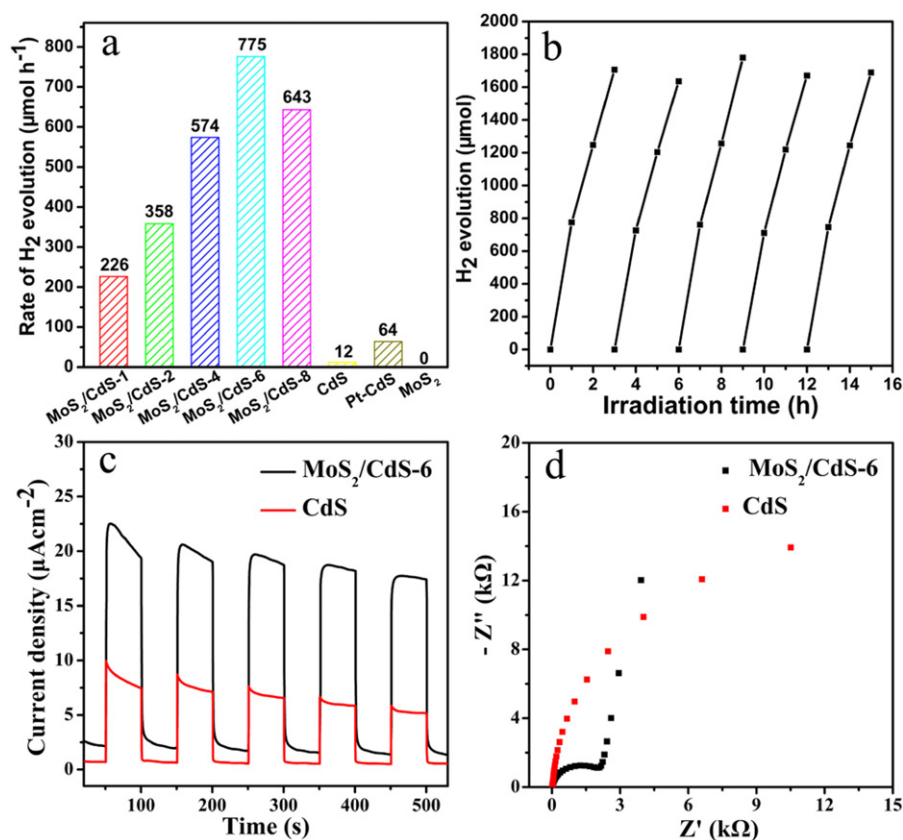 a
Rate of H₂ evolution (μmol h⁻¹)
800
700
600
500
400
300
200
100
0
226
358
574
775
643
12
64
0
MoS₂/CdS-1
MoS₂/CdS-2
MoS₂/CdS-4
MoS₂/CdS-6
MoS₂/CdS-8
CdS
Pt-CdS
MoS₂
b
H₂ evolution (μmol)
2000
1800
1600
1400
1200
1000
800
600
400
200
0
0 2 4 6 8 10 12 14 16
Irradiation time (h)
c
MoS₂/CdS-6
CdS
Current density (μAcm⁻²)
30
25
20
15
10
5
0
100 200 300 400 500
Time (s)
d
MoS₂/CdS-6
CdS
- Z'' (kΩ)
20
16
12
8
4
0
0 3 6 9 12 15
Z' (kΩ)